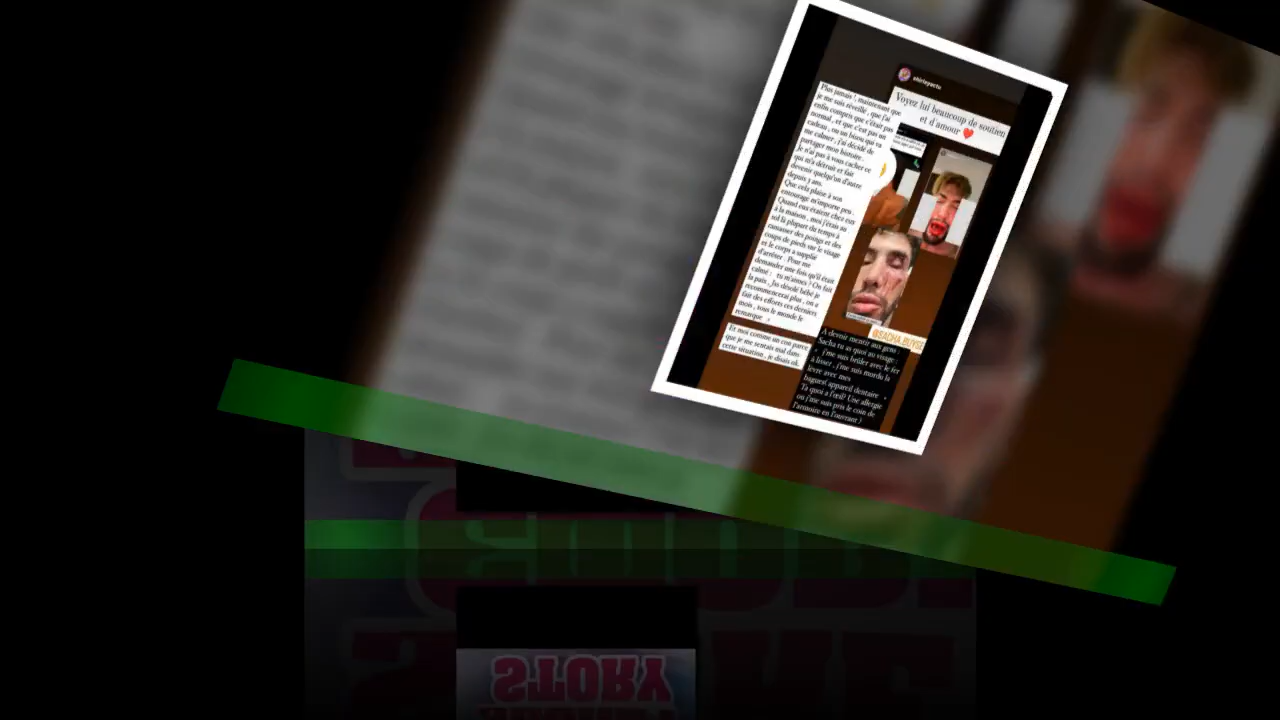 shirleyactu
Voyez lui beaucoup de soutien
et d'amour ❤️
Plus jamais !, maintenant que
je me suis réveillé , que j'ai
enfin compris que c'était pas
normal , et que c'est pas un
cadeau , ou un bisou qui va
me calmer , j'ai décidé de
partager mon histoire .
Je n'ai pas à vous cacher ce
qui m'a détruit et fait
devenir quelqu'un d'autre
depuis 3 ans.
Que cela plaise à son
entourage m'importe peu .
Quand eux étaient chez eux
à la maison , moi j'étais au
sol la plupart du temps à
ramasser des poings et des
coups de pieds sur le visage
et le corps a supplié
d'arrêter . Pour me
demander une fois qu'il était
calmé : tu m'aimes ? On fait
la paix , Jsu désolé bébé je
recommencerai plus , on a
fait des efforts ces derniers
mois , tous le monde le
remarque
Et moi comme un con parce
que je me sentais mal dans
cette situation , je disais ok.
@SACHA.BUYSE
A devoir mentir aux gens :
Sacha tu as quoi au visage :
« j'me suis brûler avec le fer
à lisser , j'me suis mordu la
lèvre avec mes
bagues/ appareil dentaire »
Ta quoi a l'œil? Une allergie
ou j'me suis pris le coin de
l'armoire en l'ouvrant )
STORY